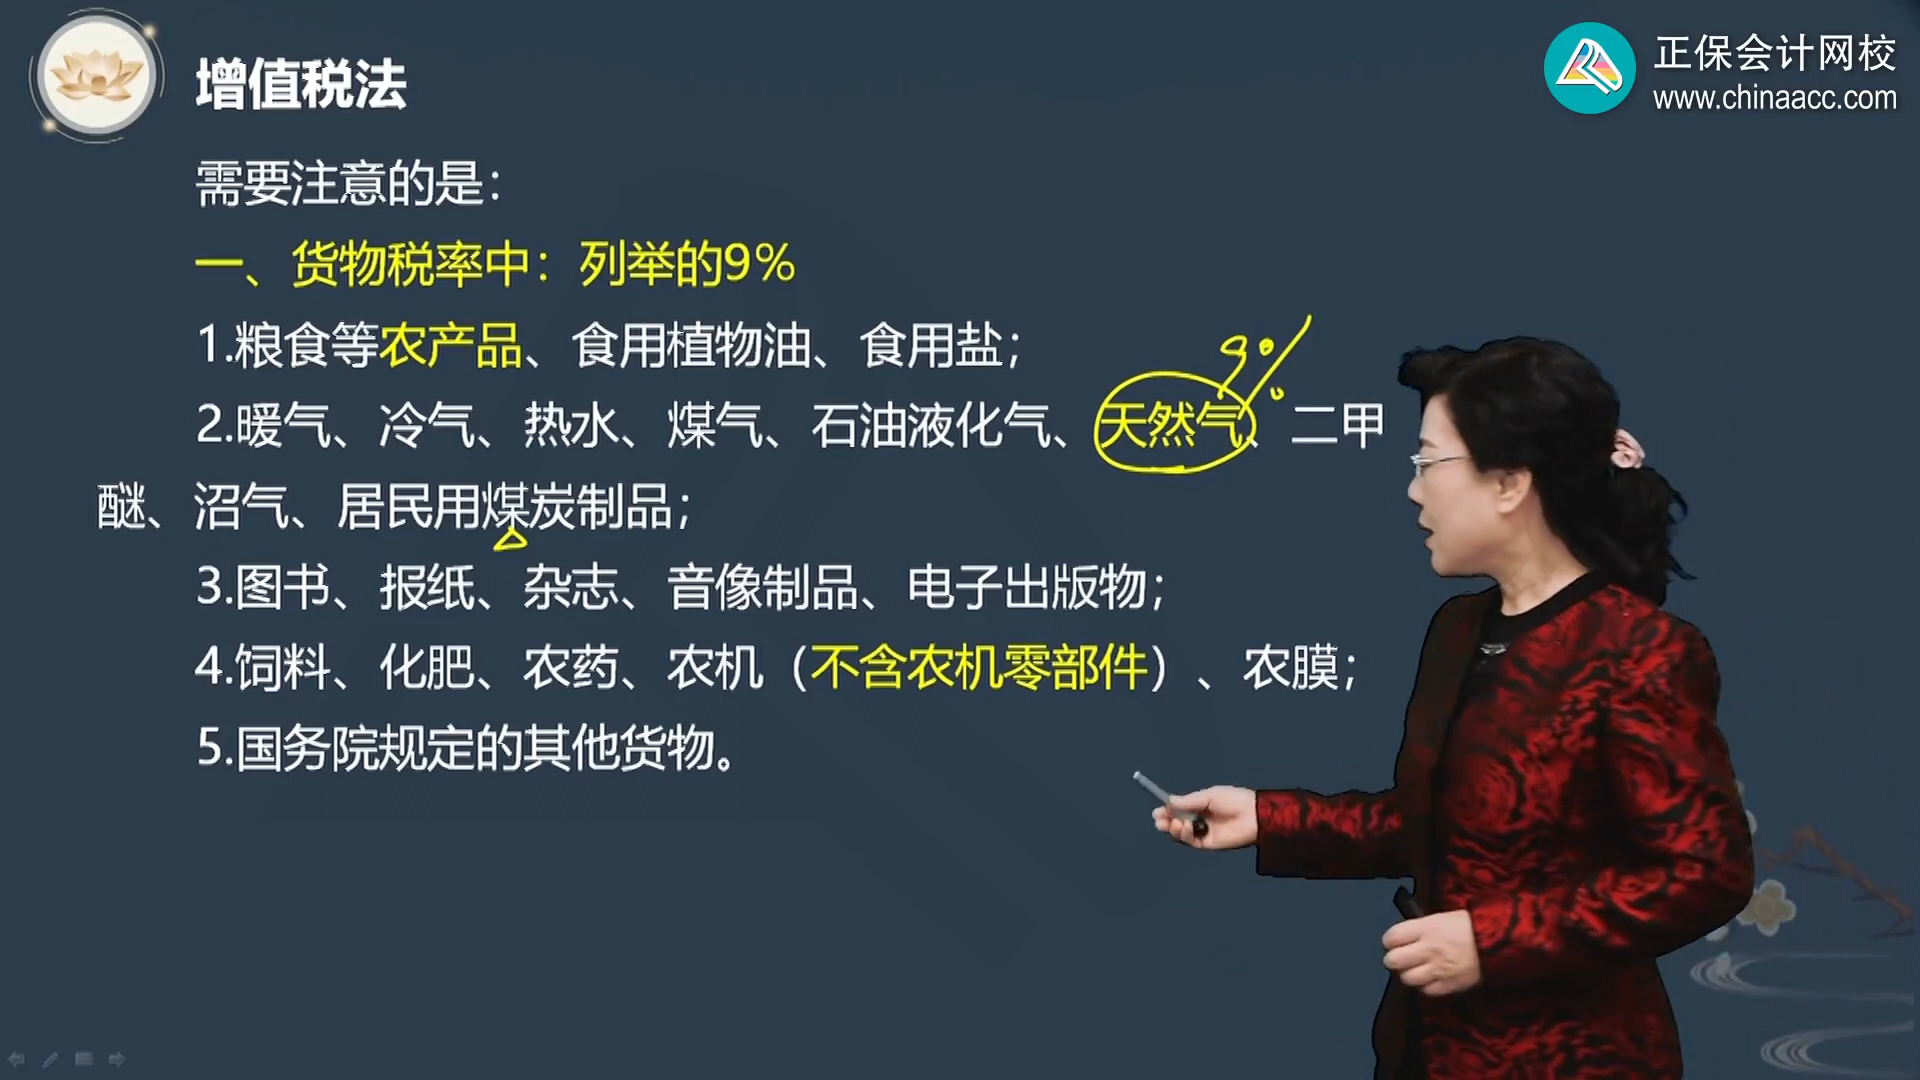 正保会计网校
www.chinaacc.com
增值税法
需要注意的是：
一、货物税率中：列举的9%
1.粮食等农产品、食用植物油、食用盐；
9%
2.暖气、冷气、热水、煤气、石油液化气、天然气、二甲
醚、沼气、居民用煤炭制品；
3.图书、报纸、杂志、音像制品、电子出版物；
4.饲料、化肥、农药、农机（不含农机零部件）、农膜；
5.国务院规定的其他货物。